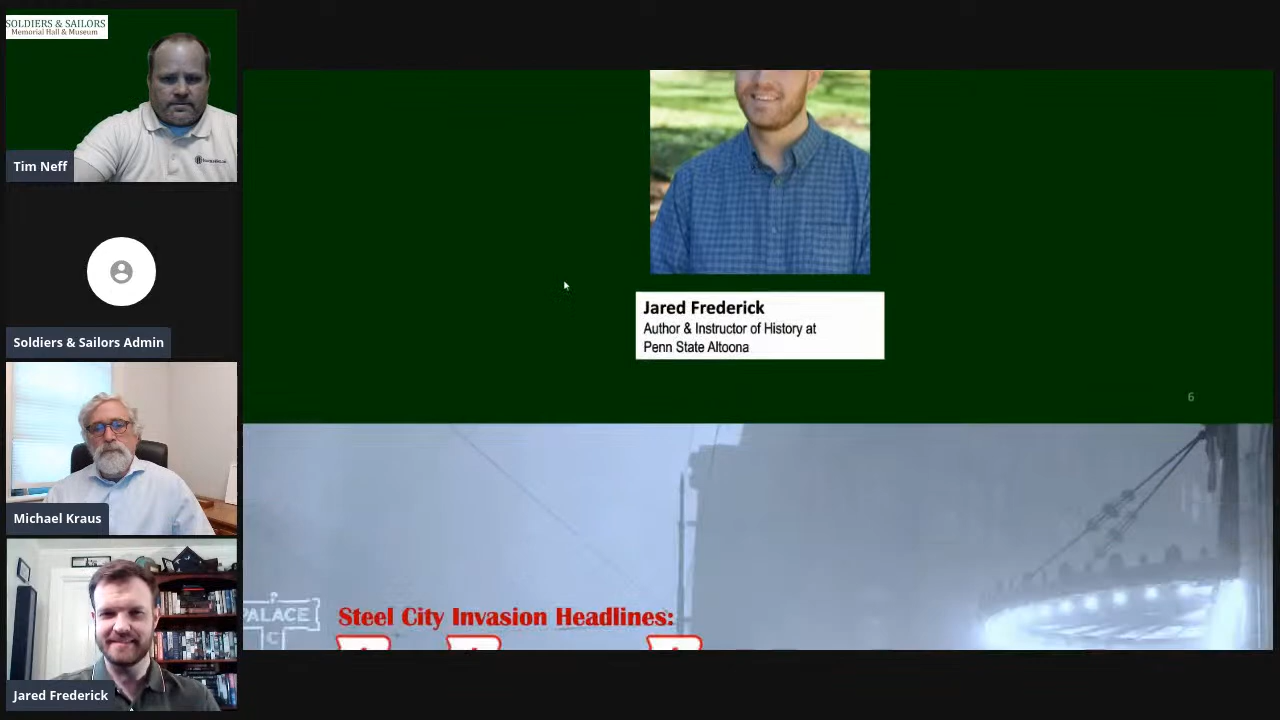 SOLDIERS & SAILORS
Memorial Hall & Museum
Tim Neff
Soldiers & Sailors Admin
Michael Kraus
Jared Frederick
Jared Frederick
Author & Instructor of History at
Penn State Altoona
6
PALACE
Steel City Invasion Headlines: